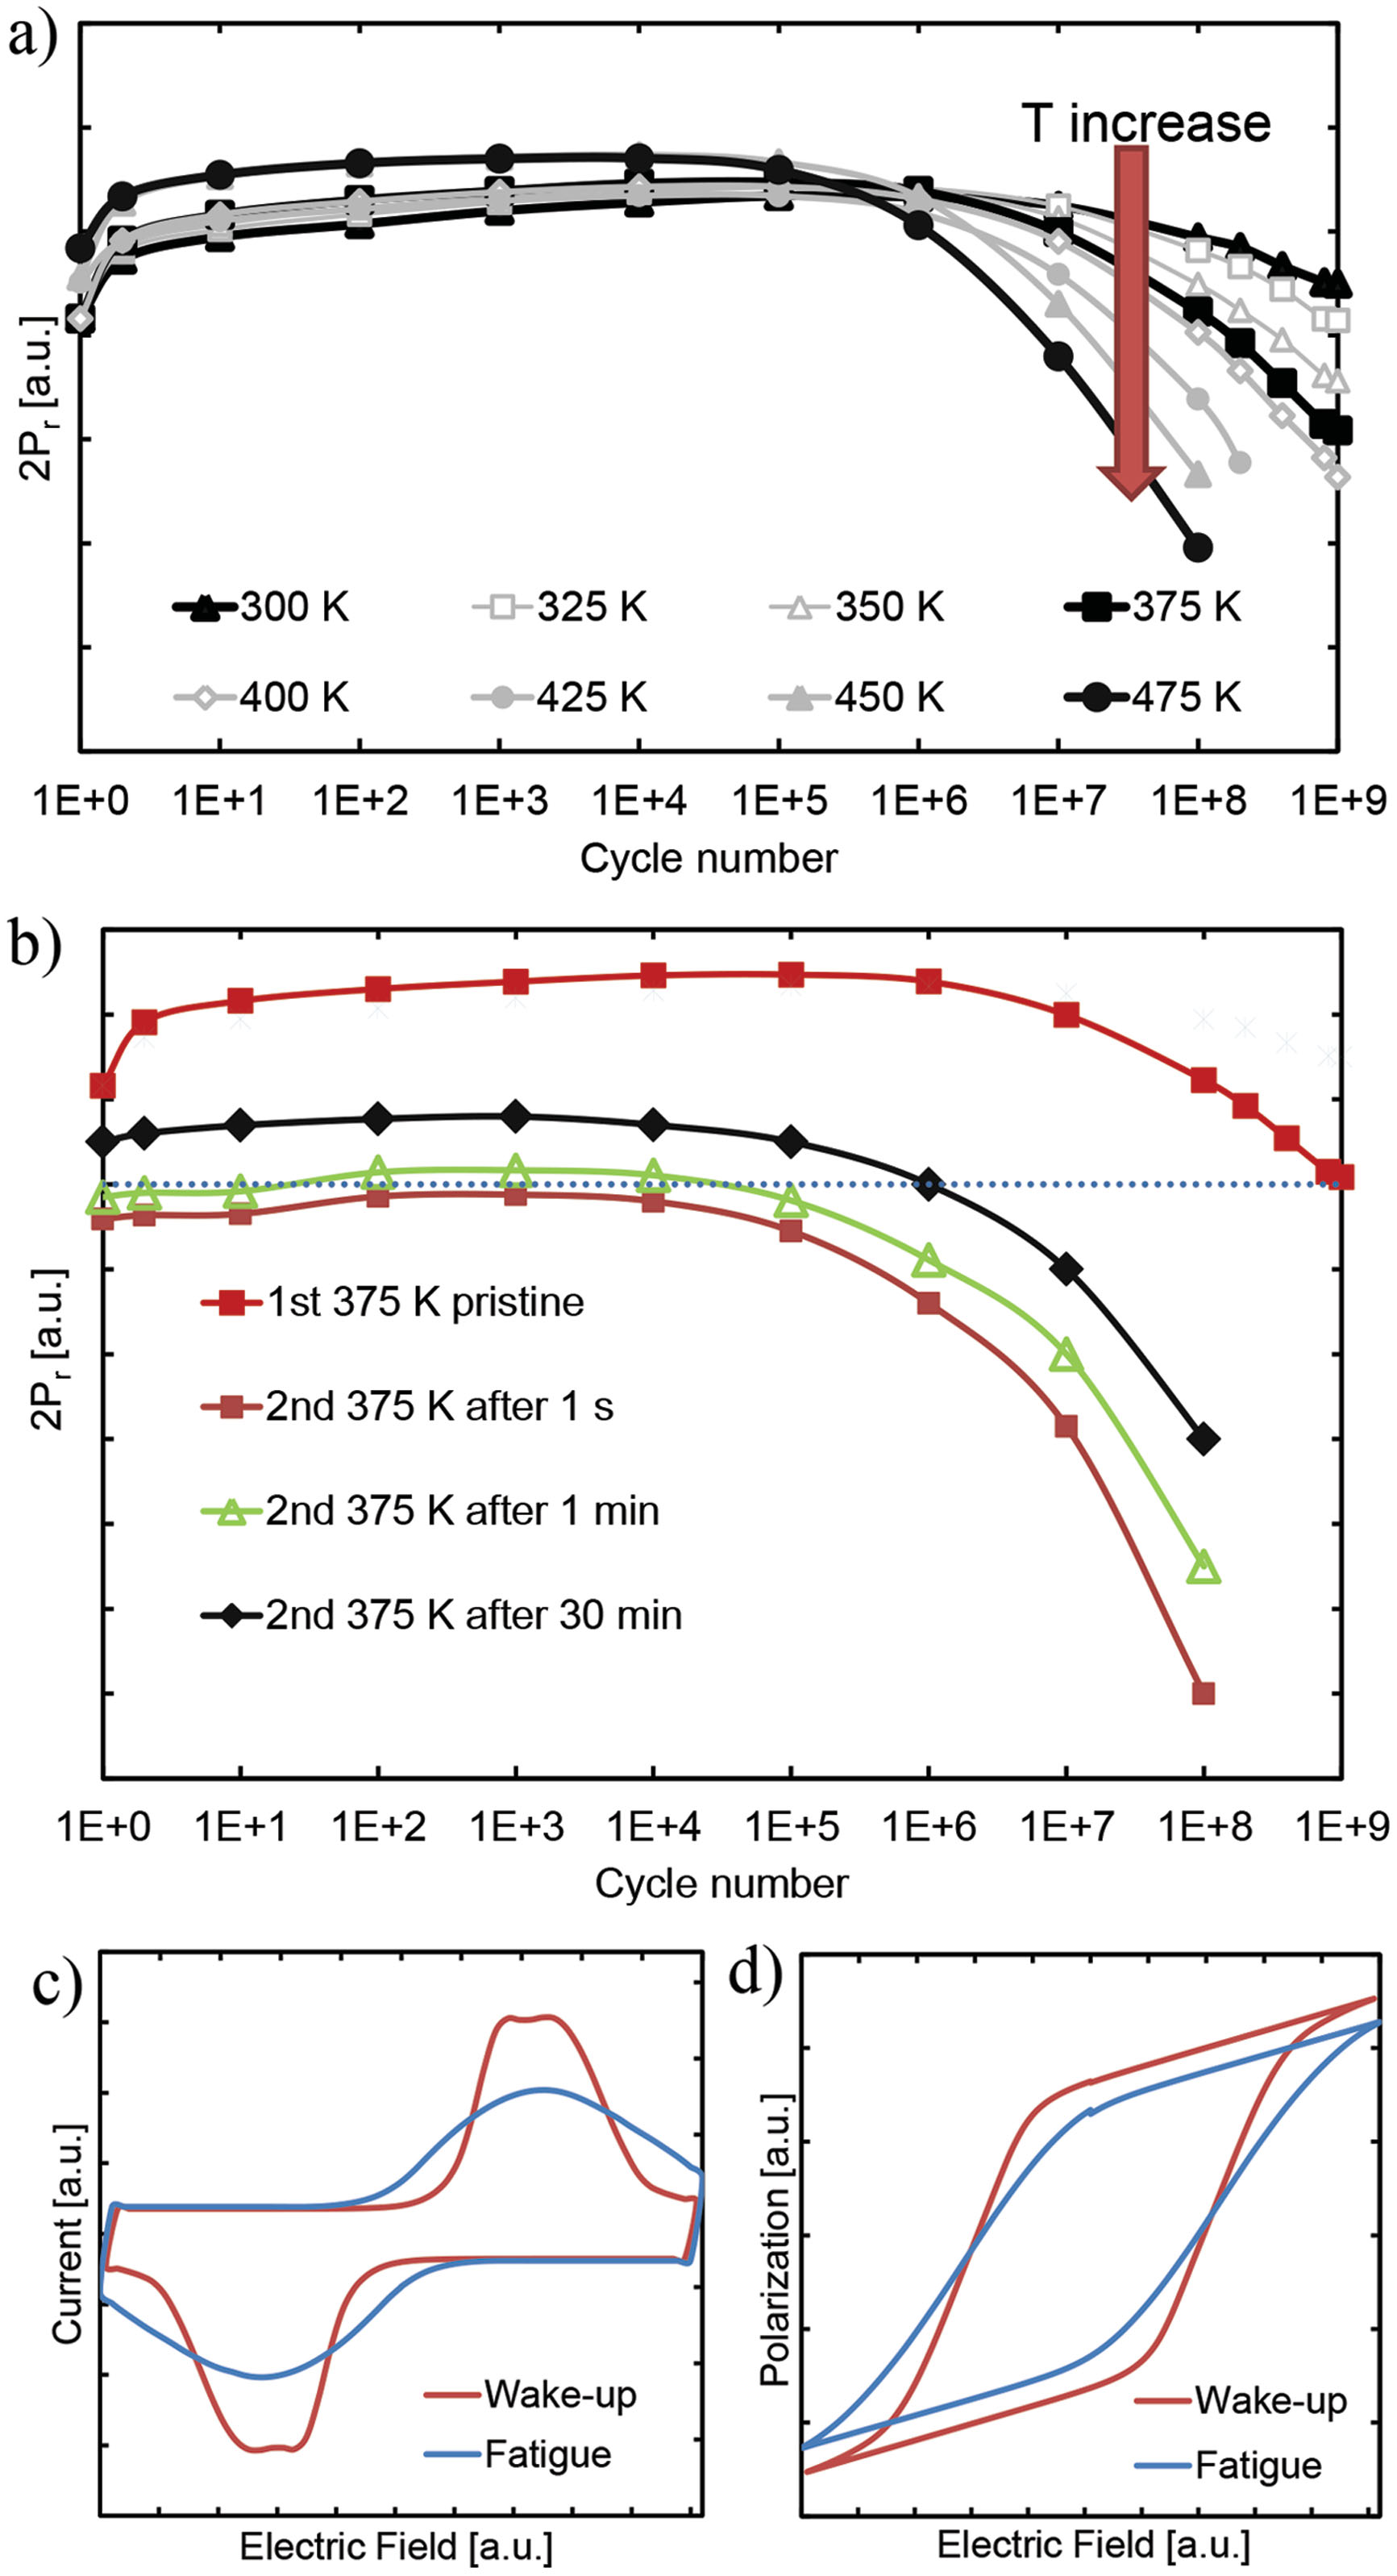 a)
T increase
2Pr [a.u.]
300 K 325 K 350 K 375 K
400 K 425 K 450 K 475 K
1E+0 1E+1 1E+2 1E+3 1E+4 1E+5 1E+6 1E+7 1E+8 1E+9
Cycle number
b)
2Pr [a.u.]
1st 375 K pristine
2nd 375 K after 1 s
2nd 375 K after 1 min
2nd 375 K after 30 min
1E+0 1E+1 1E+2 1E+3 1E+4 1E+5 1E+6 1E+7 1E+8 1E+9
Cycle number
c)
Current [a.u.]
Wake-up
Fatigue
Electric Field [a.u.]
d)
Polarization [a.u.]
Wake-up
Fatigue
Electric Field [a.u.]